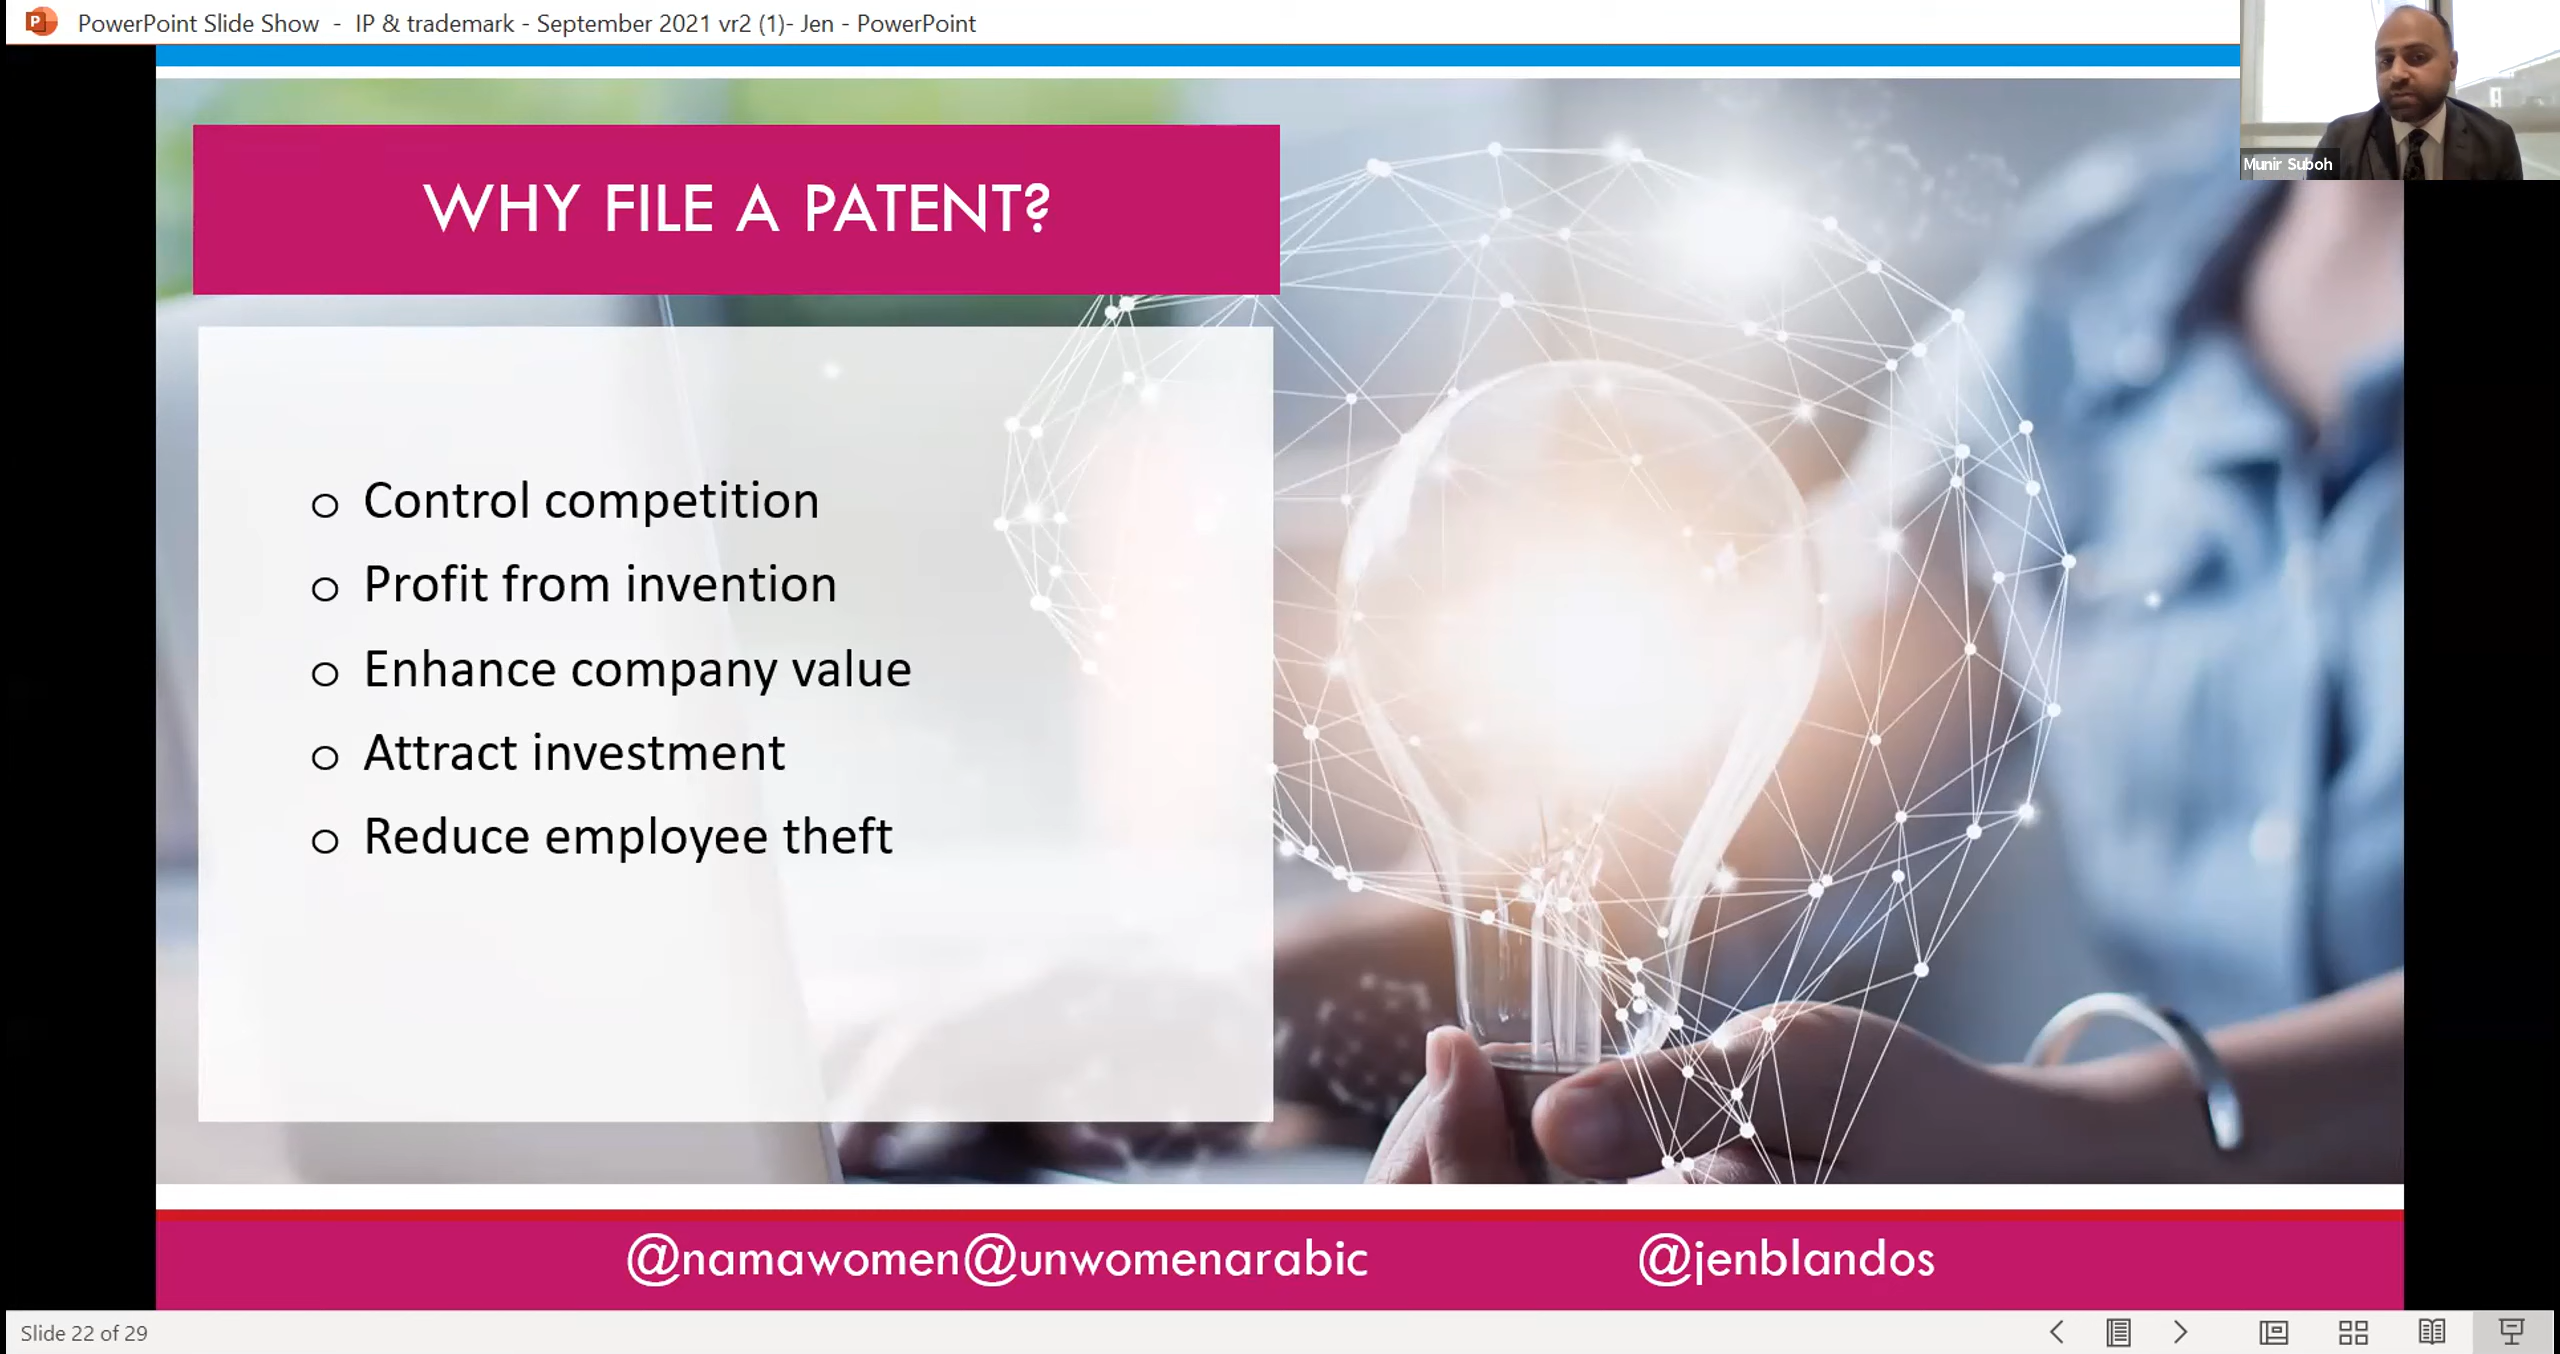 PowerPoint Slide Show - IP & trademark - September 2021 vr2 (1)- Jen - PowerPoint
Munir Suboh
WHY FILE A PATENT?
o Control competition
o Profit from invention
o Enhance company value
o Attract investment
o Reduce employee theft
@namawomen@unwomenarabic @jenblandos
Slide 22 of 29